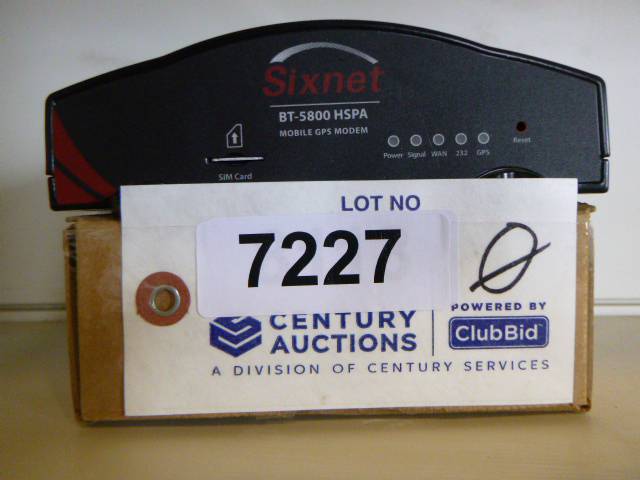 Sixnet
BT-5800 HSPA
MOBILE GPS MODEM
SIM Card
Power Signal WAN 232 GPS
Reset
LOT NO
7227
Ø
CENTURY AUCTIONS
POWERED BY
ClubBid
A DIVISION OF CENTURY SERVICES